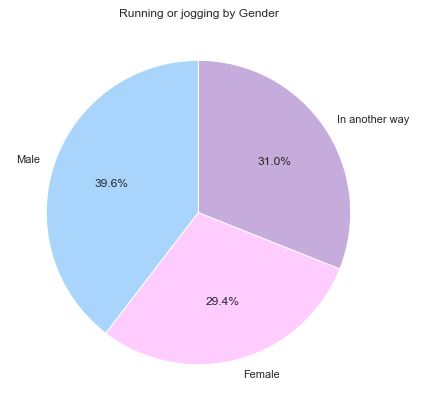 Running or jogging by Gender
In another way
31.0%
Male
39.6%
29.4%
Female